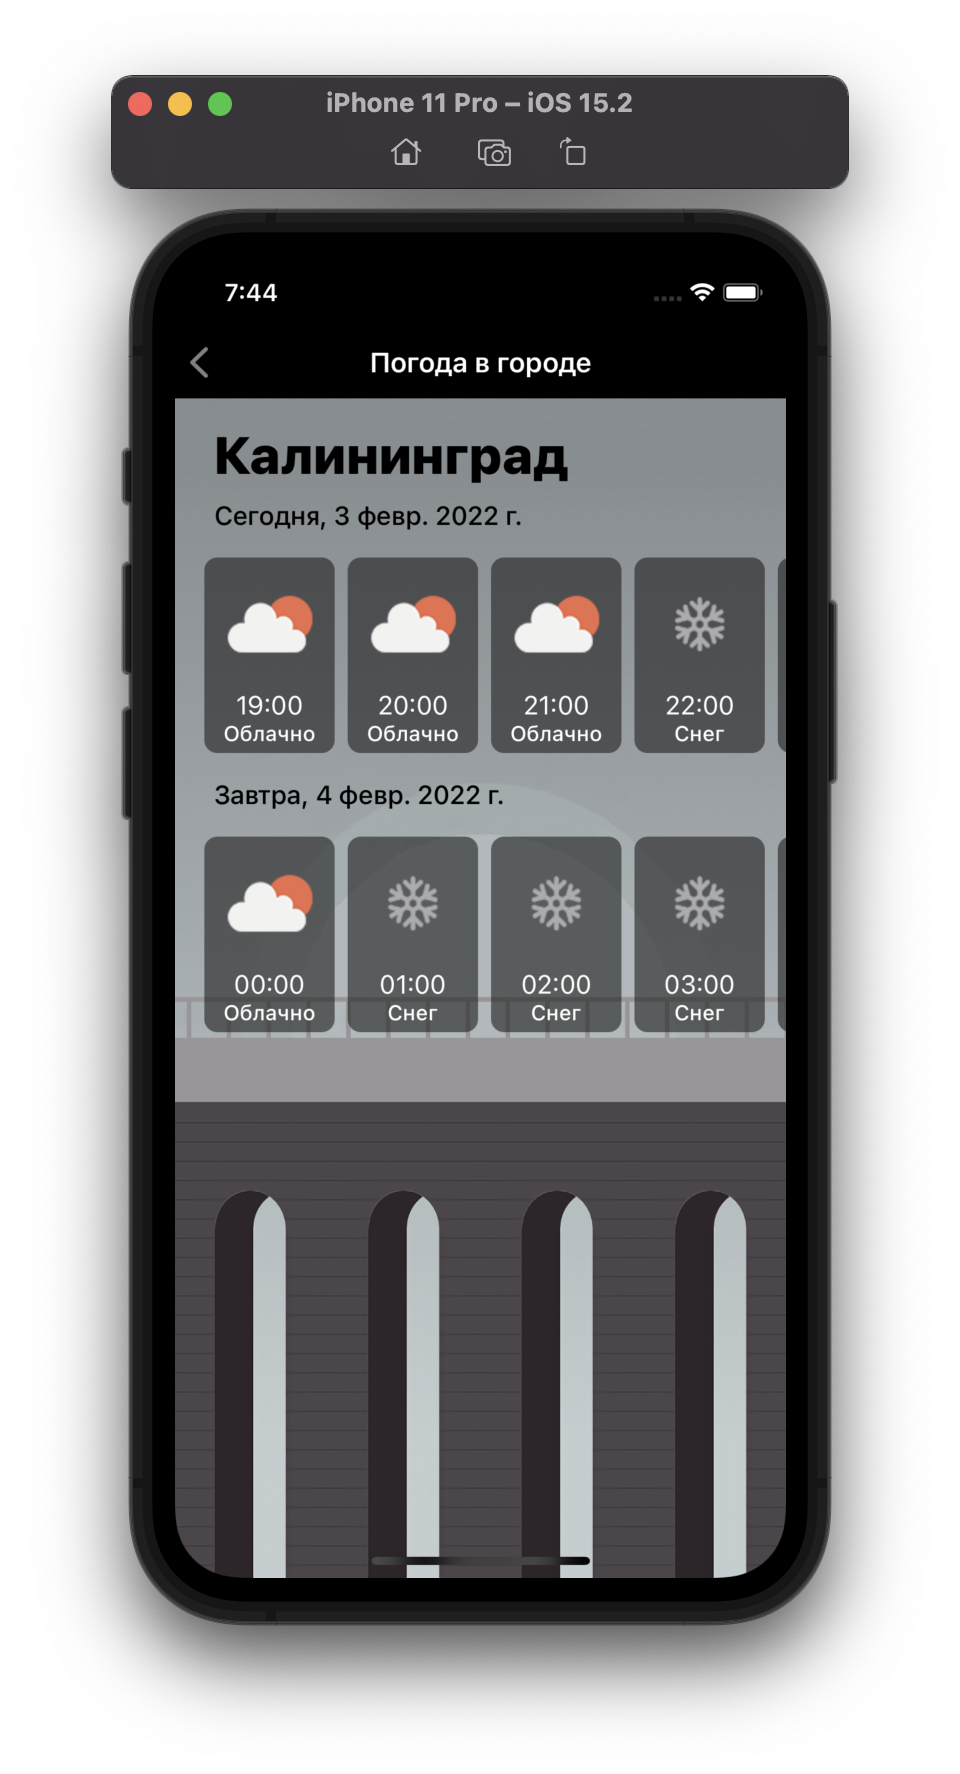 iPhone 11 Pro – iOS 15.2
7:44
Погода в городе
Калининград
Сегодня, 3 февр. 2022 г.
19:00 20:00 21:00 22:00
Облачно Облачно Облачно Снег
Завтра, 4 февр. 2022 г.
00:00 01:00 02:00 03:00
Облачно Снег Снег Снег